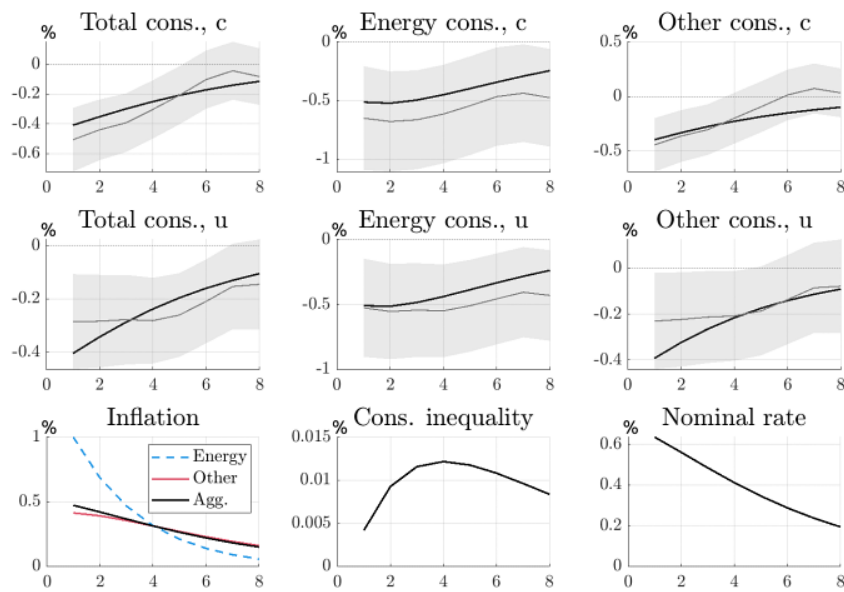 Total cons., c
%
0
-0.2
-0.4
-0.6
0 2 4 6 8
Energy cons., c
%
0
-0.5
-1
0 2 4 6 8
Other cons., c
%
0.5
0
-0.5
0 2 4 6 8
Total cons., u
%
0
-0.2
-0.4
0 2 4 6 8
Energy cons., u
%
0
-0.5
-1
0 2 4 6 8
Other cons., u
%
0
-0.2
-0.4
0 2 4 6 8
Inflation
%
1
0.5
0
0 2 4 6 8
Energy
Other
Agg.
Cons. inequality
%
0.015
0.01
0.005
0
0 2 4 6 8
Nominal rate
%
0.6
0.4
0.2
0
0 2 4 6 8